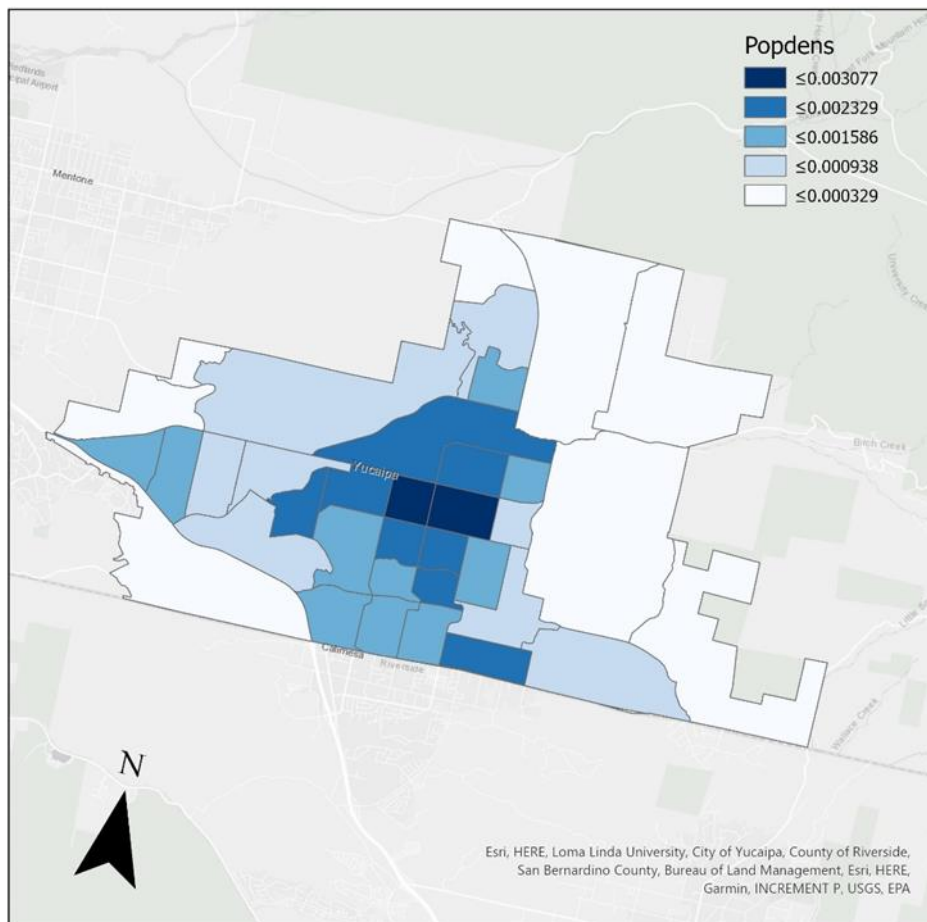 Popdens
≤0.003077
≤0.002329
≤0.001586
≤0.000938
≤0.000329
Redlands
Airport
Mentone
Birch Creek
Yucaipa
Calimesa
Riverside
Wallace Creek
N
Esri, HERE, Loma Linda University, City of Yucaipa, County of Riverside,
San Bernardino County, Bureau of Land Management, Esri, HERE,
Garmin, INCREMENT P, USGS, EPA